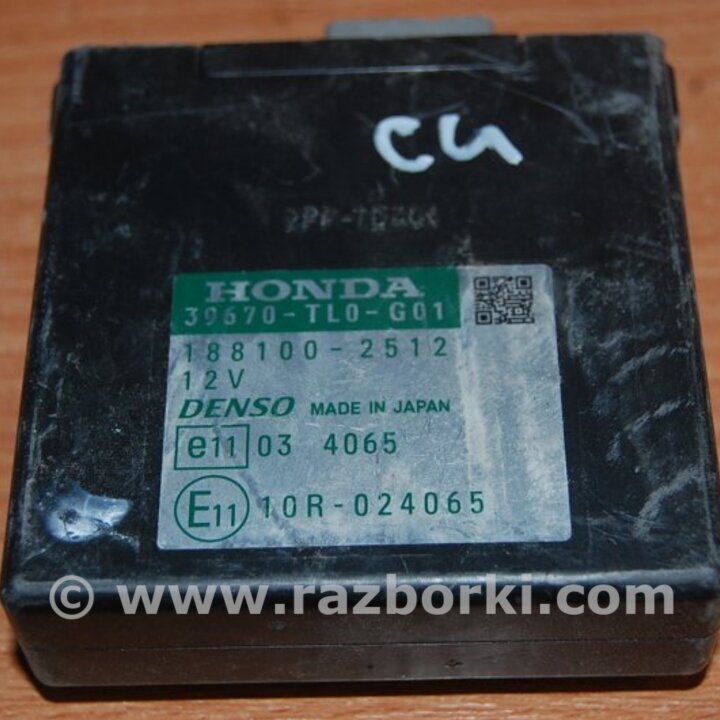 CU
HONDA
39670-TL0-G01
188100-2512
12V
DENSO MADE IN JAPAN
e11 03 4065
E11 10R-024065
© www.razborki.com